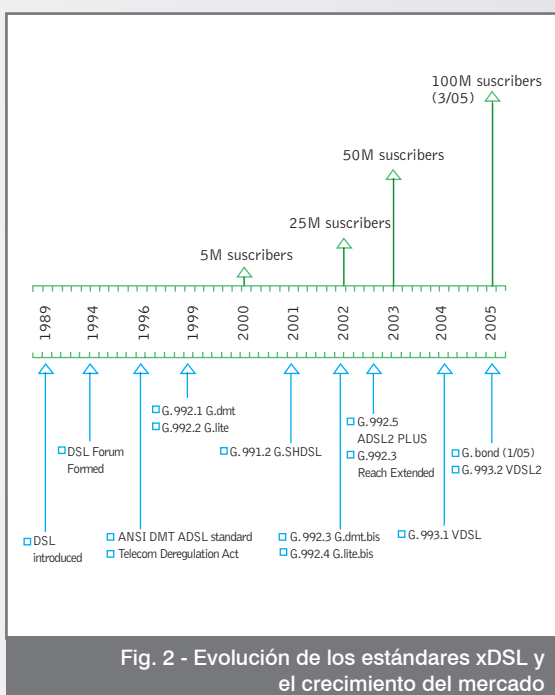 100M suscribers
(3/05)
50M suscribers
25M suscribers
5M suscribers
1989 1994 1996 1999 2000 2001 2002 2003 2004 2005
G.992.1 G.dmt
G.992.2 G.lite
G.992.5
ADSL2 PLUS
G.992.3
Reach Extended
DSL Forum
Formed
G.991.2 G.SHDSL
G.bond (1/05)
G.993.2 VDSL2
DSL
introduced
ANSI DMT ADSL standard
Telecom Deregulation Act
G.992.3 G.dmt.bis
G.992.4 G.lite.bis
G.993.1 VDSL
Fig. 2 - Evolución de los estándares xDSL y
el crecimiento del mercado